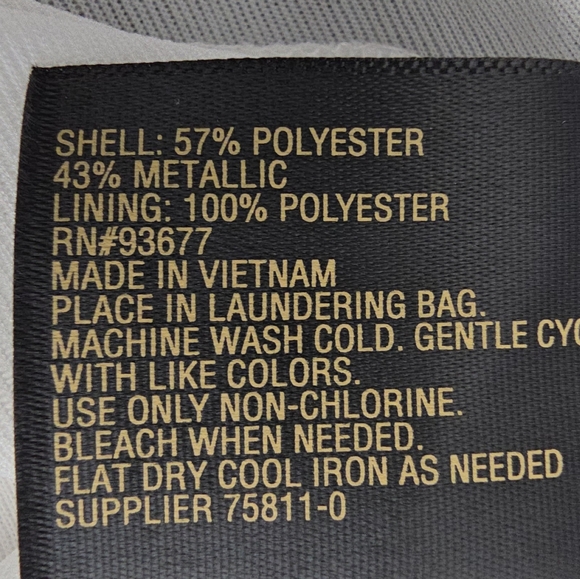 SHELL: 57% POLYESTER
43% METALLIC
LINING: 100% POLYESTER
RN#93677
MADE IN VIETNAM
PLACE IN LAUNDERING BAG.
MACHINE WASH COLD. GENTLE
WITH LIKE COLORS.
USE ONLY NON-CHLORINE.
BLEACH WHEN NEEDED.
FLAT DRY COOL IRON AS NEEDED
SUPPLIER 75811-0